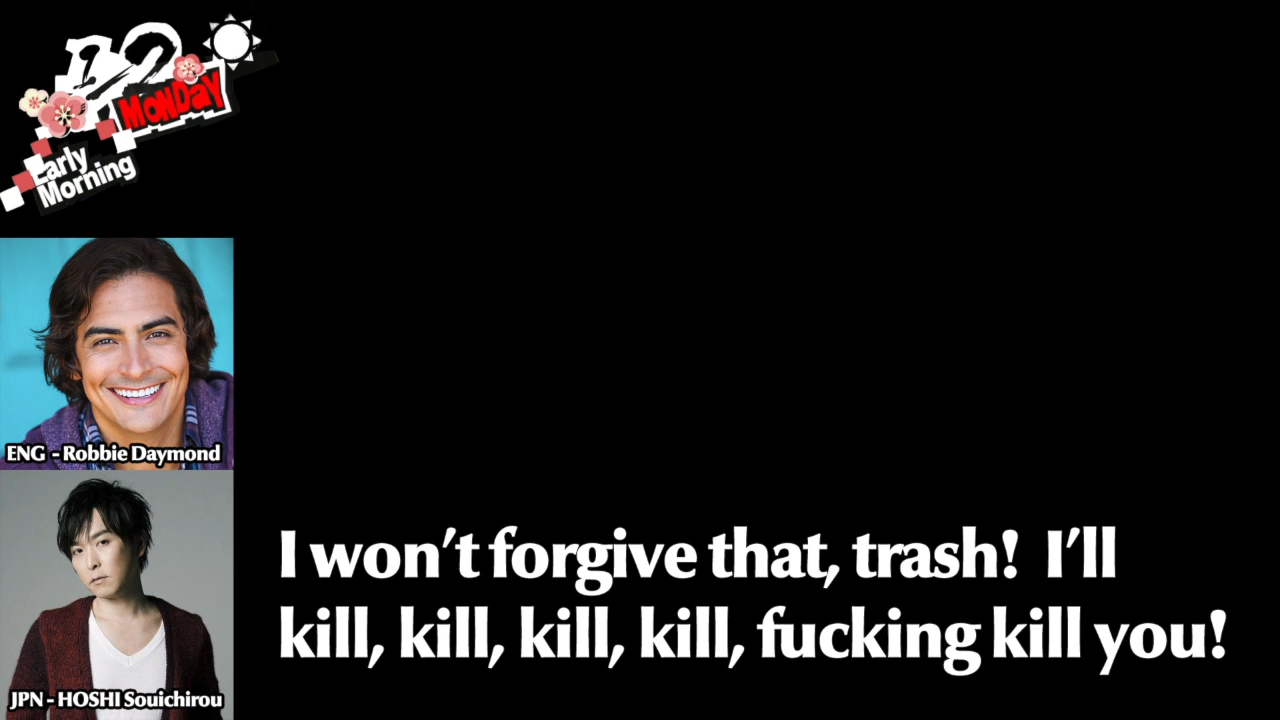 12
MONDAY
Early
Morning
ENG - Robbie Daymond
JPN - HOSHI Souichirou
I won't forgive that, trash! I'll
kill, kill, kill, kill, fucking kill you!